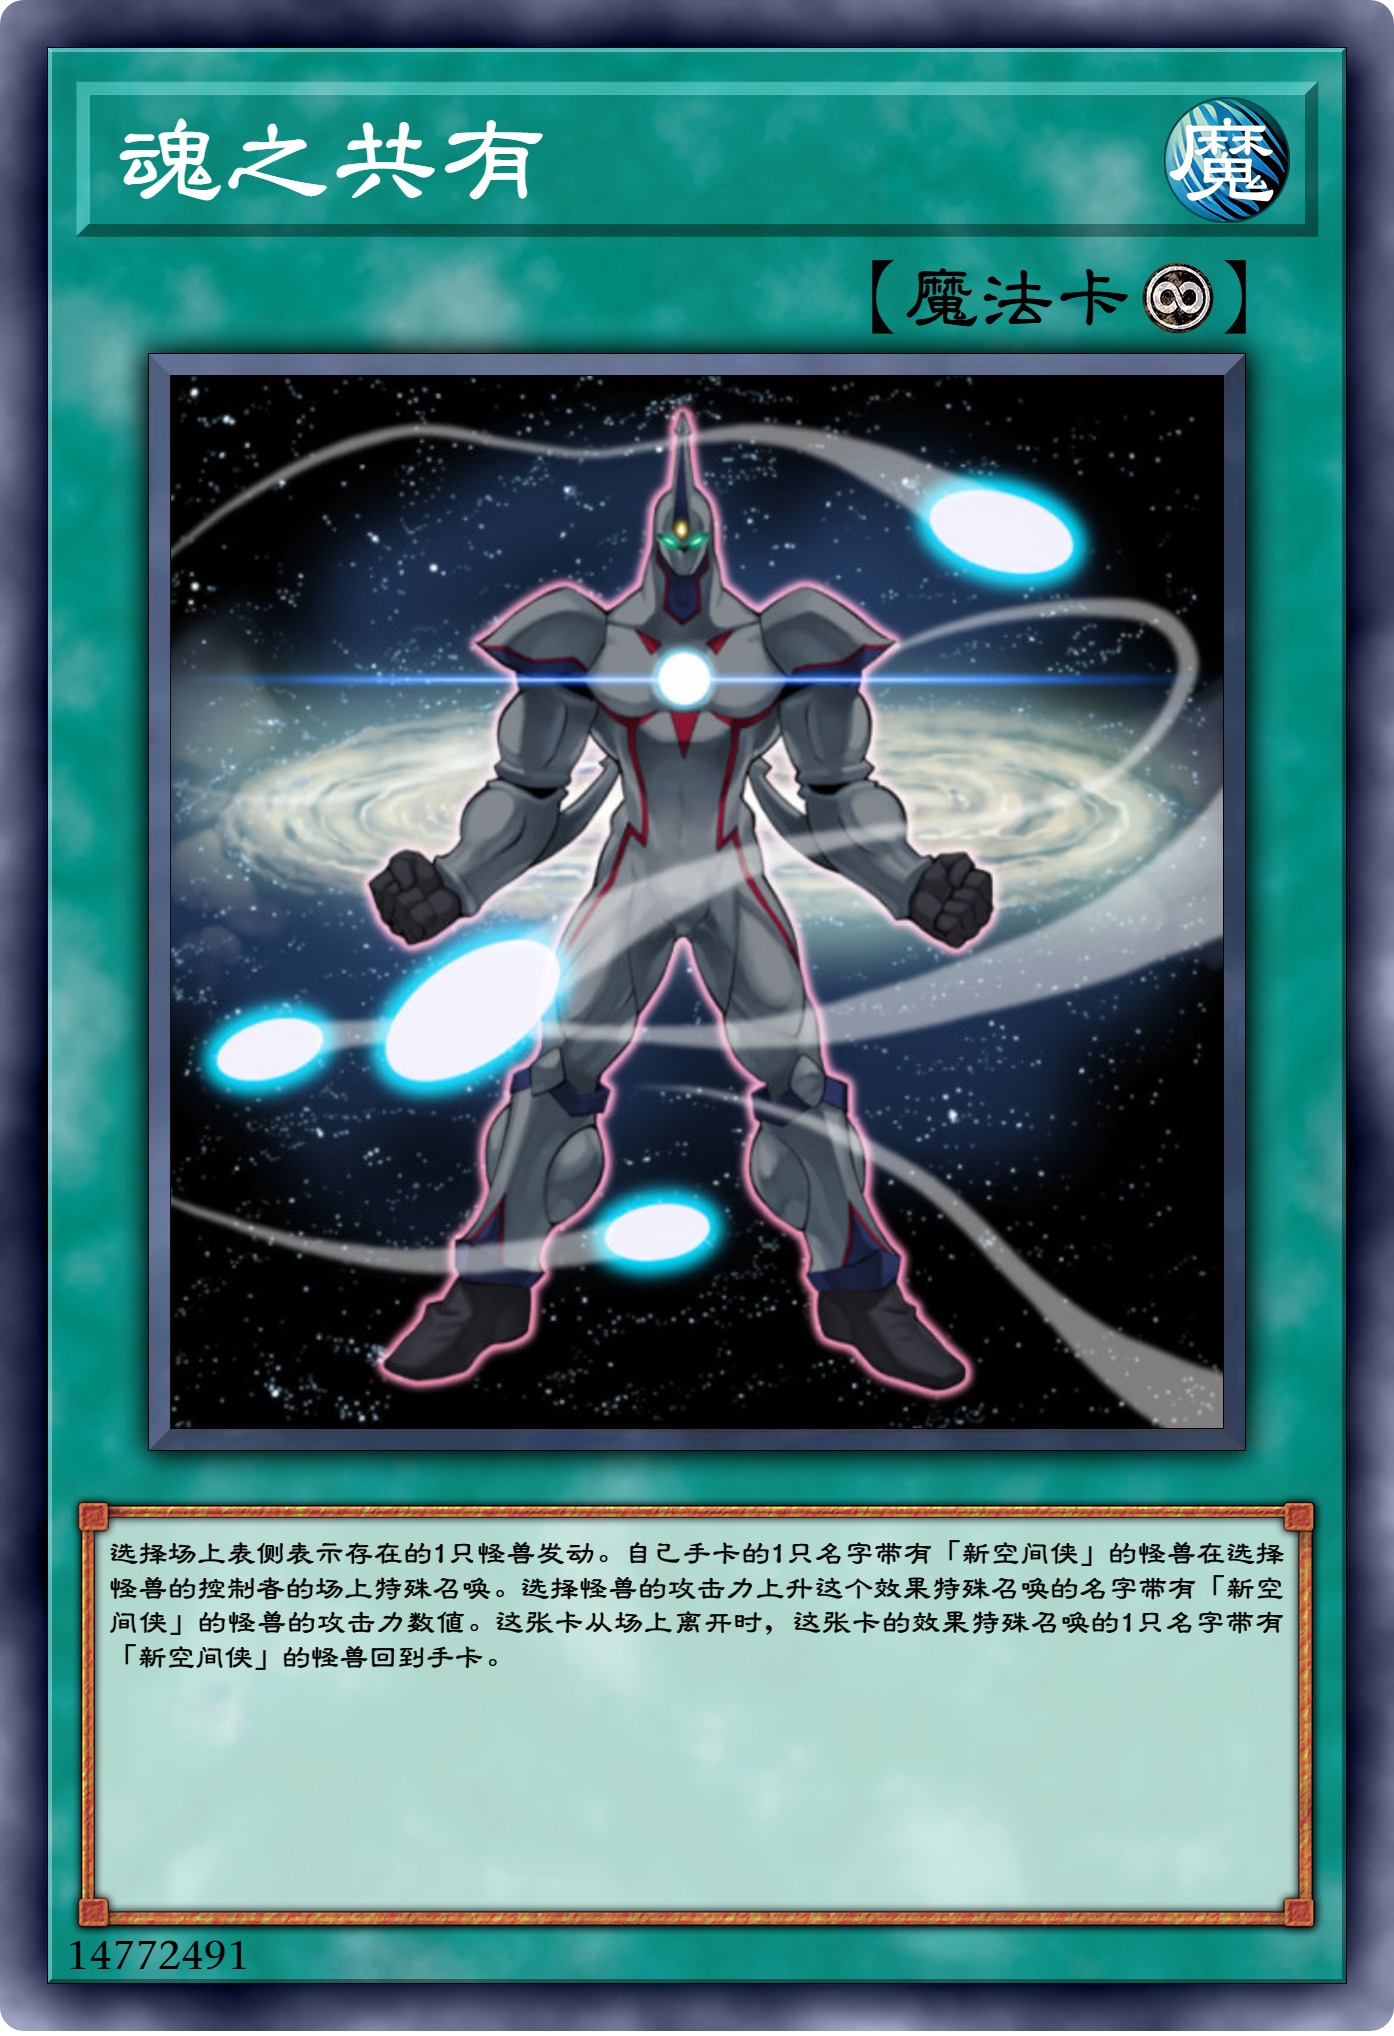 魂之共有
魔
【魔法卡】
选择场上表侧表示存在的1只怪兽发动。自己手卡的1只名字带有「新空间侠」的怪兽在选择
怪兽的控制者的场上特殊召唤。选择怪兽的攻击力上升这个效果特殊召唤的名字带有「新空
间侠」的怪兽的攻击力数值。这张卡从场上离开时，这张卡的效果特殊召唤的1只名字带有
「新空间侠」的怪兽回到手卡。
14772491